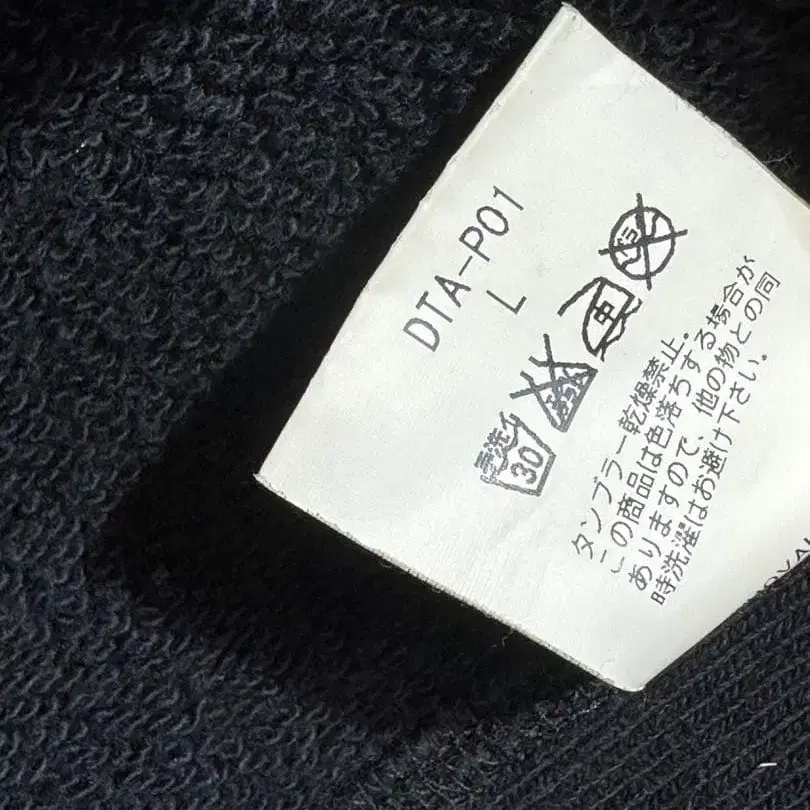 DTA-P01
L
手洗イ
30
中
タンブラー乾燥禁止。
この商品は色落ちする場合が
ありますので、他の物との同
時洗濯はお避け下さい。